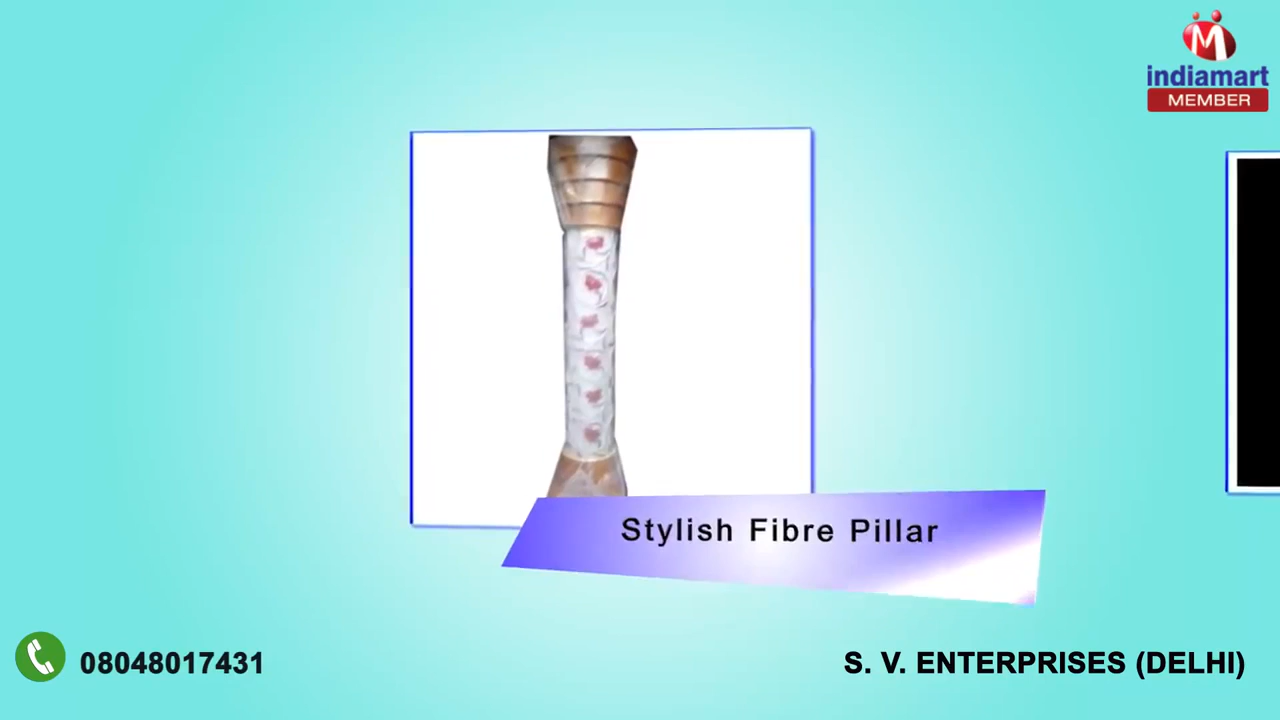 indiamart
MEMBER
Stylish Fibre Pillar
08048017431
S. V. ENTERPRISES (DELHI)